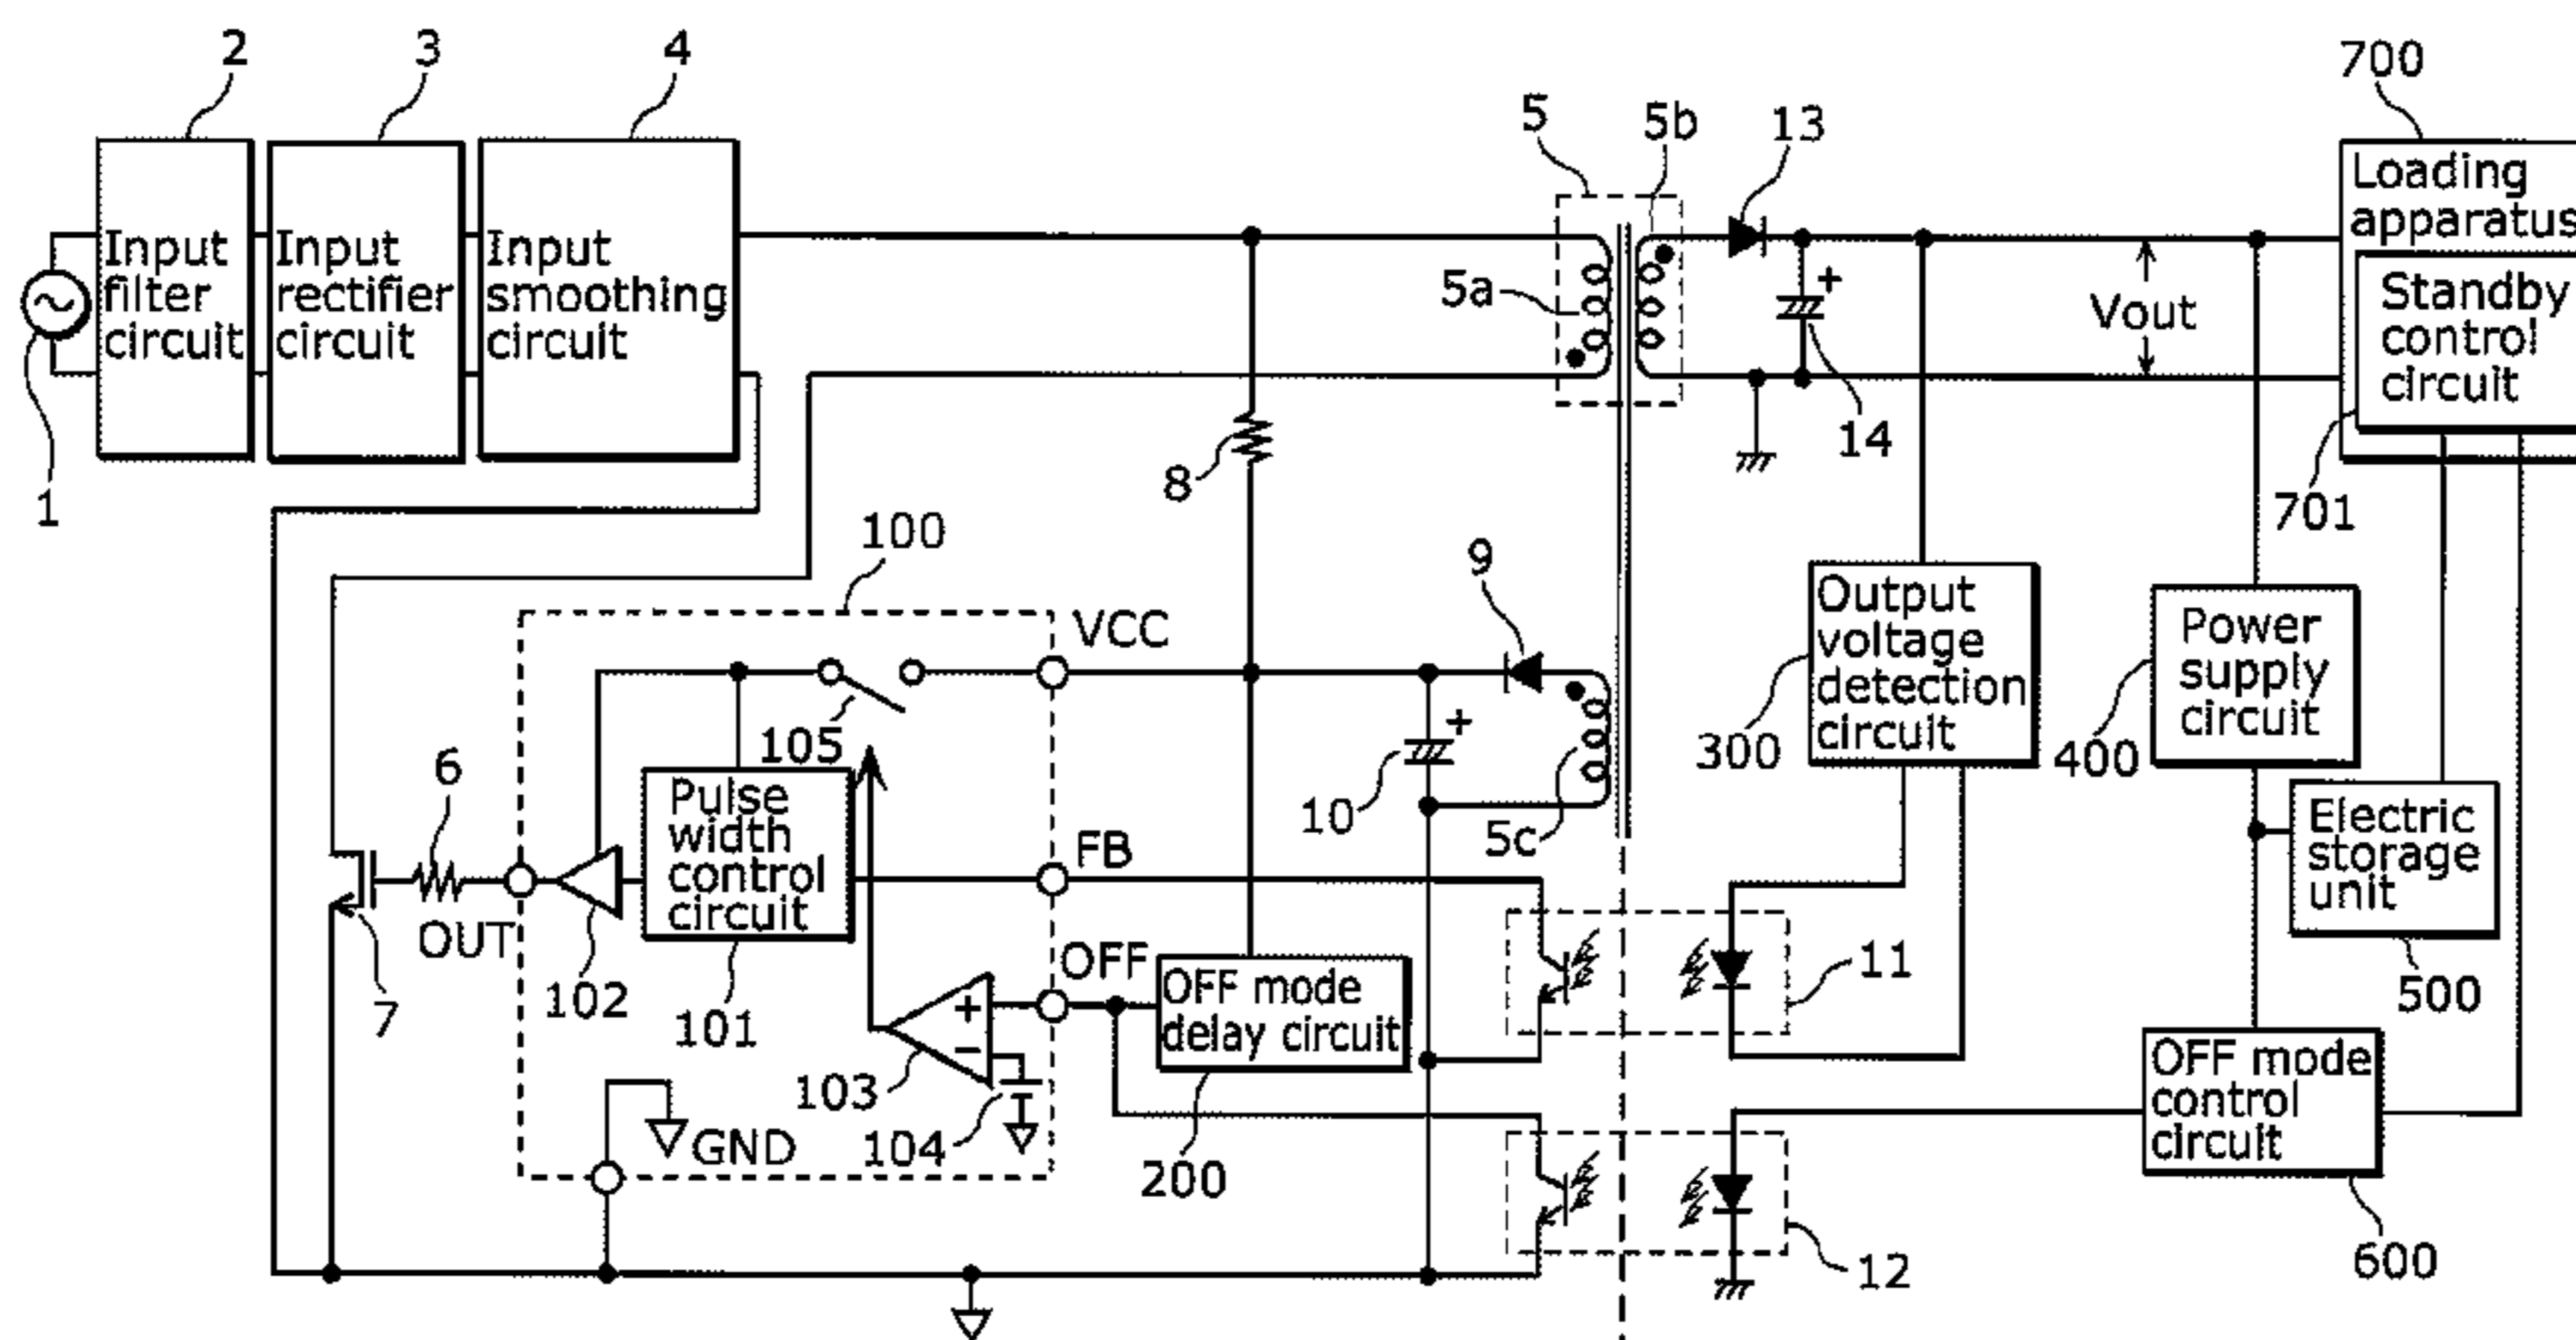 2
3
4
700
5
5b
13
Loading
apparatus
Input
filter
circuit
Input
rectifier
circuit
Input
smoothing
circuit
5a
+
Vout
Standby
control
circuit
14
1
8
701
100
9
VCC
Output
voltage
detection
circuit
Power
supply
circuit
105
+
300
400
6
Pulse
width
control
circuit
10
5c
Electric
storage
unit
FB
OUT
OFF
OFF mode
delay circuit
11
500
7
102
101
+
−
103
OFF mode
control
circuit
GND
104
200
12
600